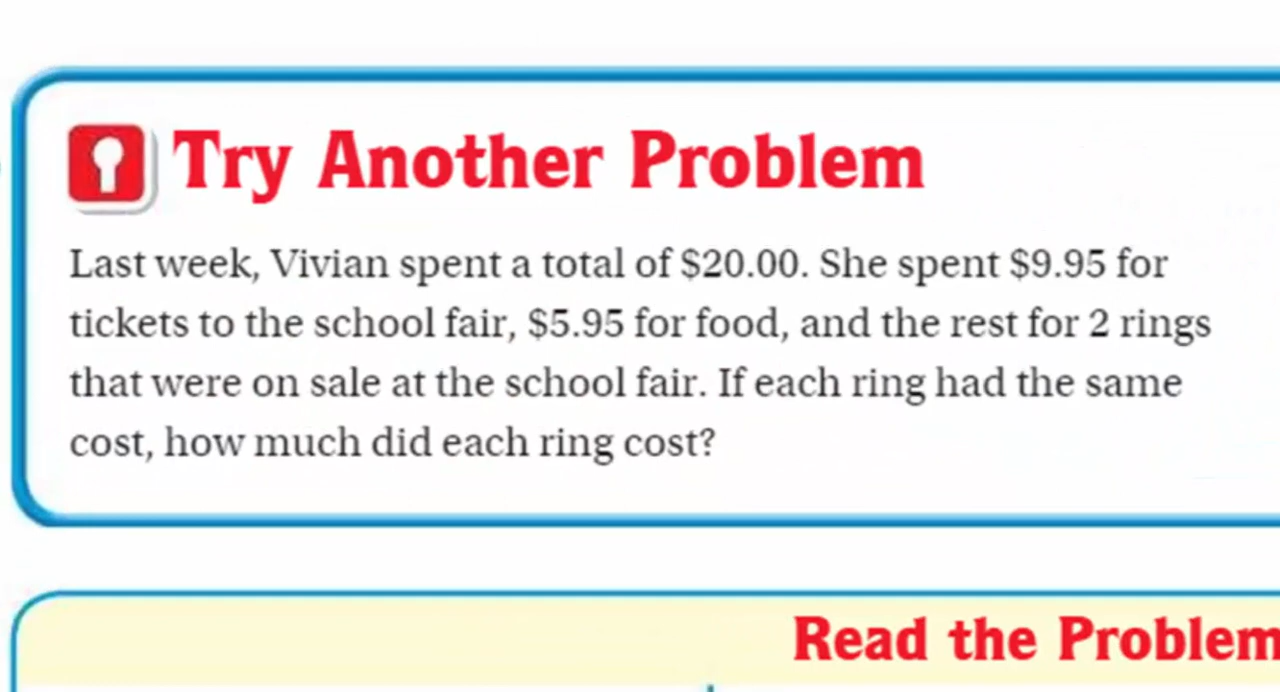 Try Another Problem
Last week, Vivian spent a total of $20.00. She spent $9.95 for
tickets to the school fair, $5.95 for food, and the rest for 2 rings
that were on sale at the school fair. If each ring had the same
cost, how much did each ring cost?
Read the Problem